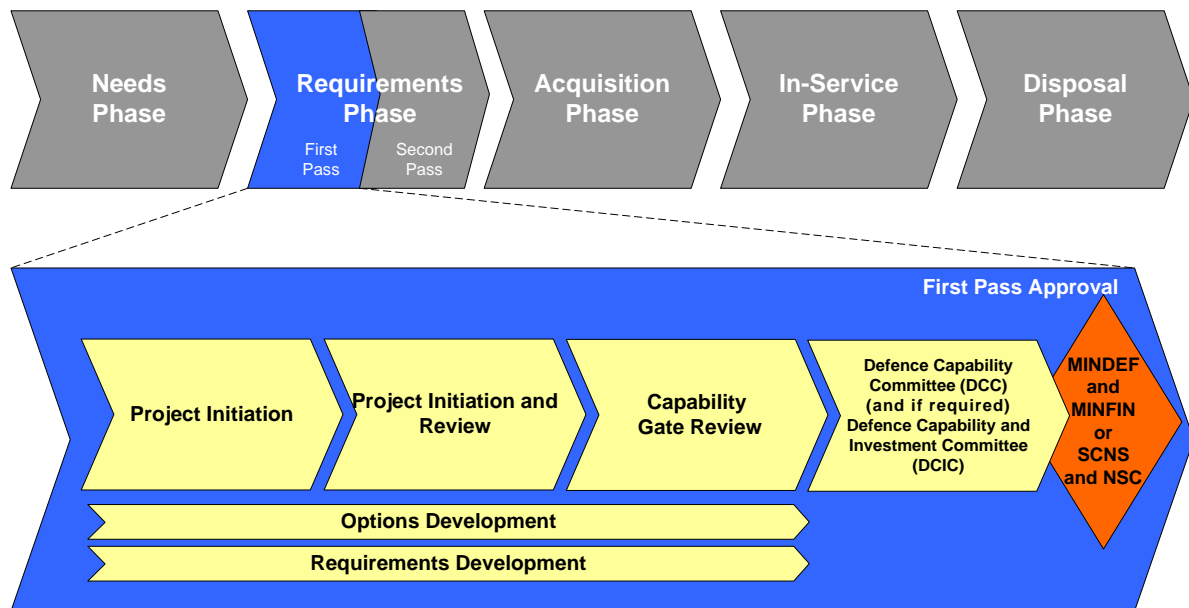 Needs
Phase
Requirements
Phase
First
Pass
Second
Pass
Acquisition
Phase
In-Service
Phase
Disposal
Phase
First Pass Approval
Project Initiation
Project Initiation and
Review
Capability
Gate Review
Defence Capability
Committee (DCC)
(and if required)
Defence Capability and
Investment Committee
(DCIC)
MINDEF
and
MINFIN
or
SCNS
and NSC
Options Development
Requirements Development